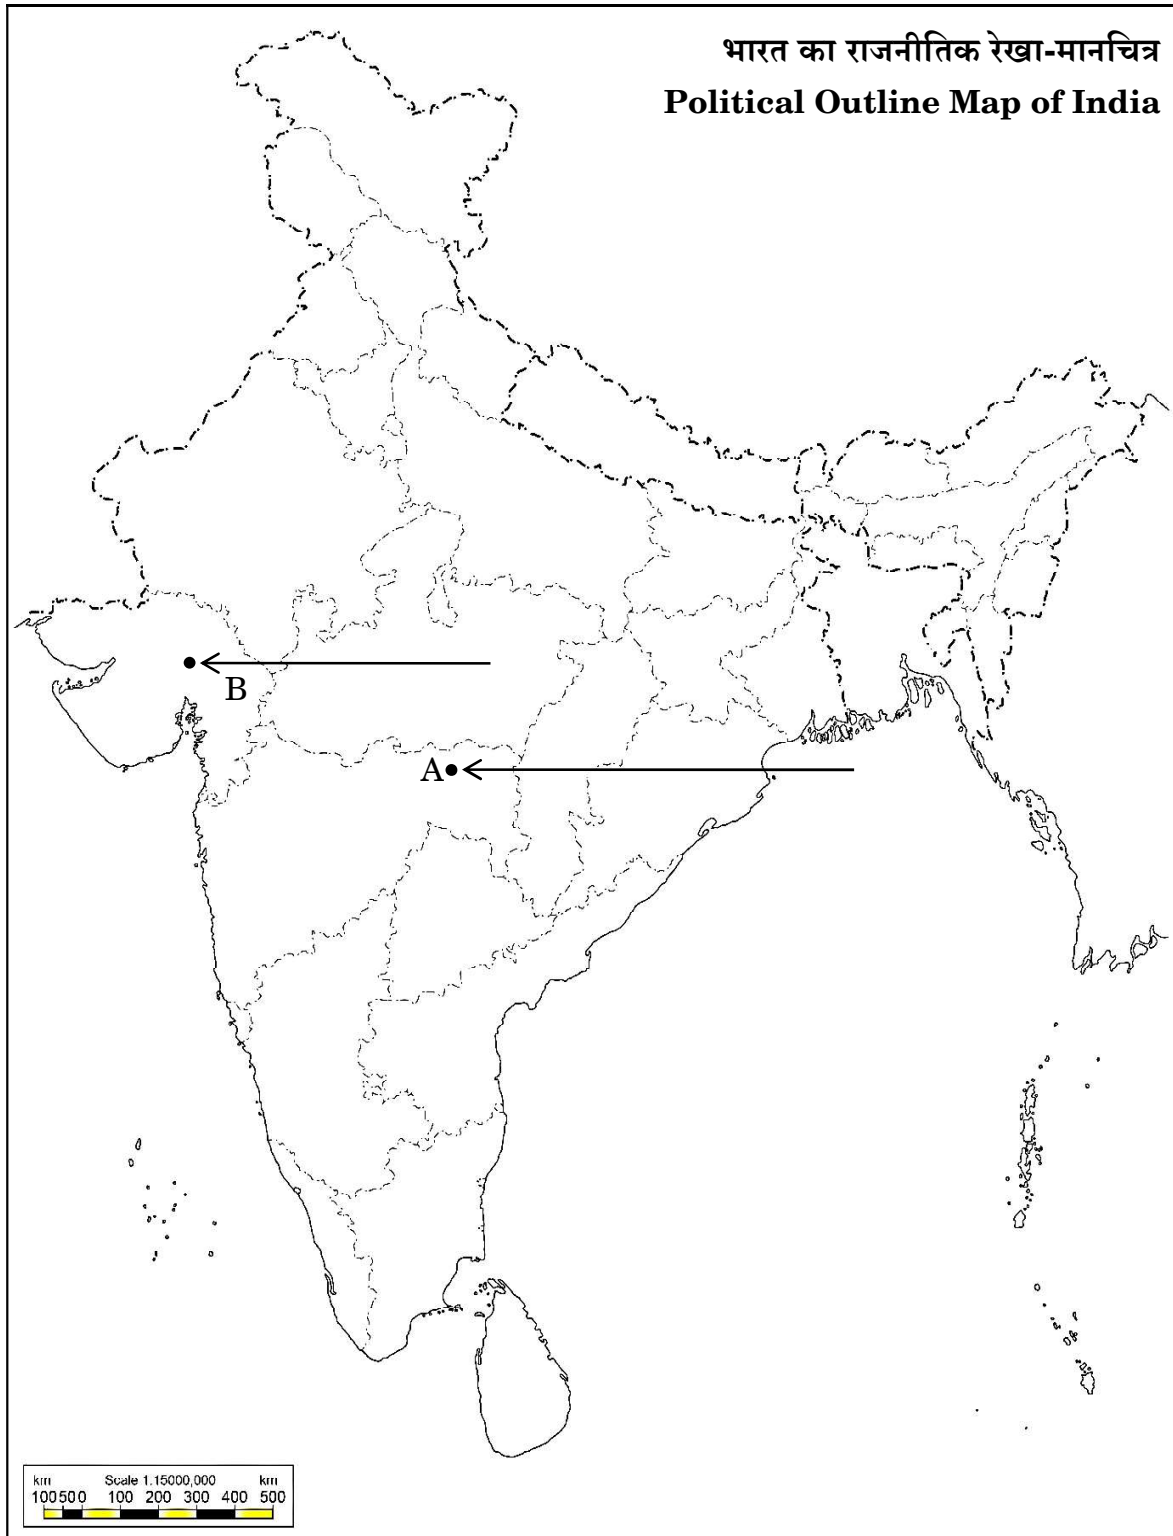 भारत का राजनीतिक रेखा-मानचित्र
Political Outline Map of India
B
A
km Scale 1:15000,000 km
100 50 0 100 200 300 400 500